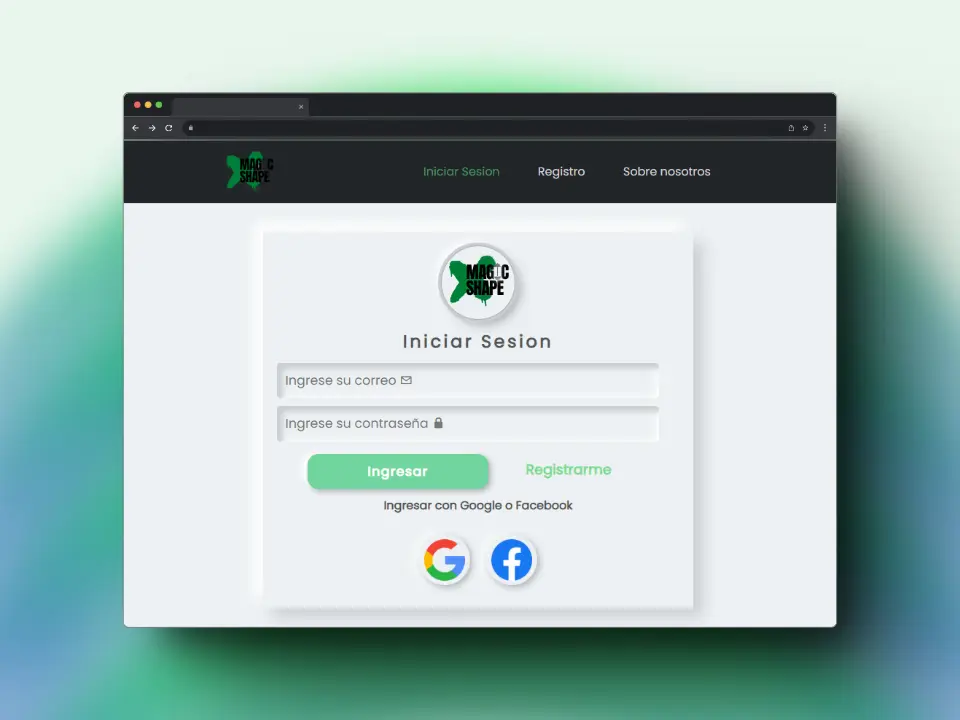 MAGIC
SHAPE
Iniciar Sesion
Registro
Sobre nosotros
MAGIC
SHAPE
Iniciar Sesion
Ingrese su correo
Ingrese su contraseña
Ingresar
Registrarme
Ingresar con Google o Facebook